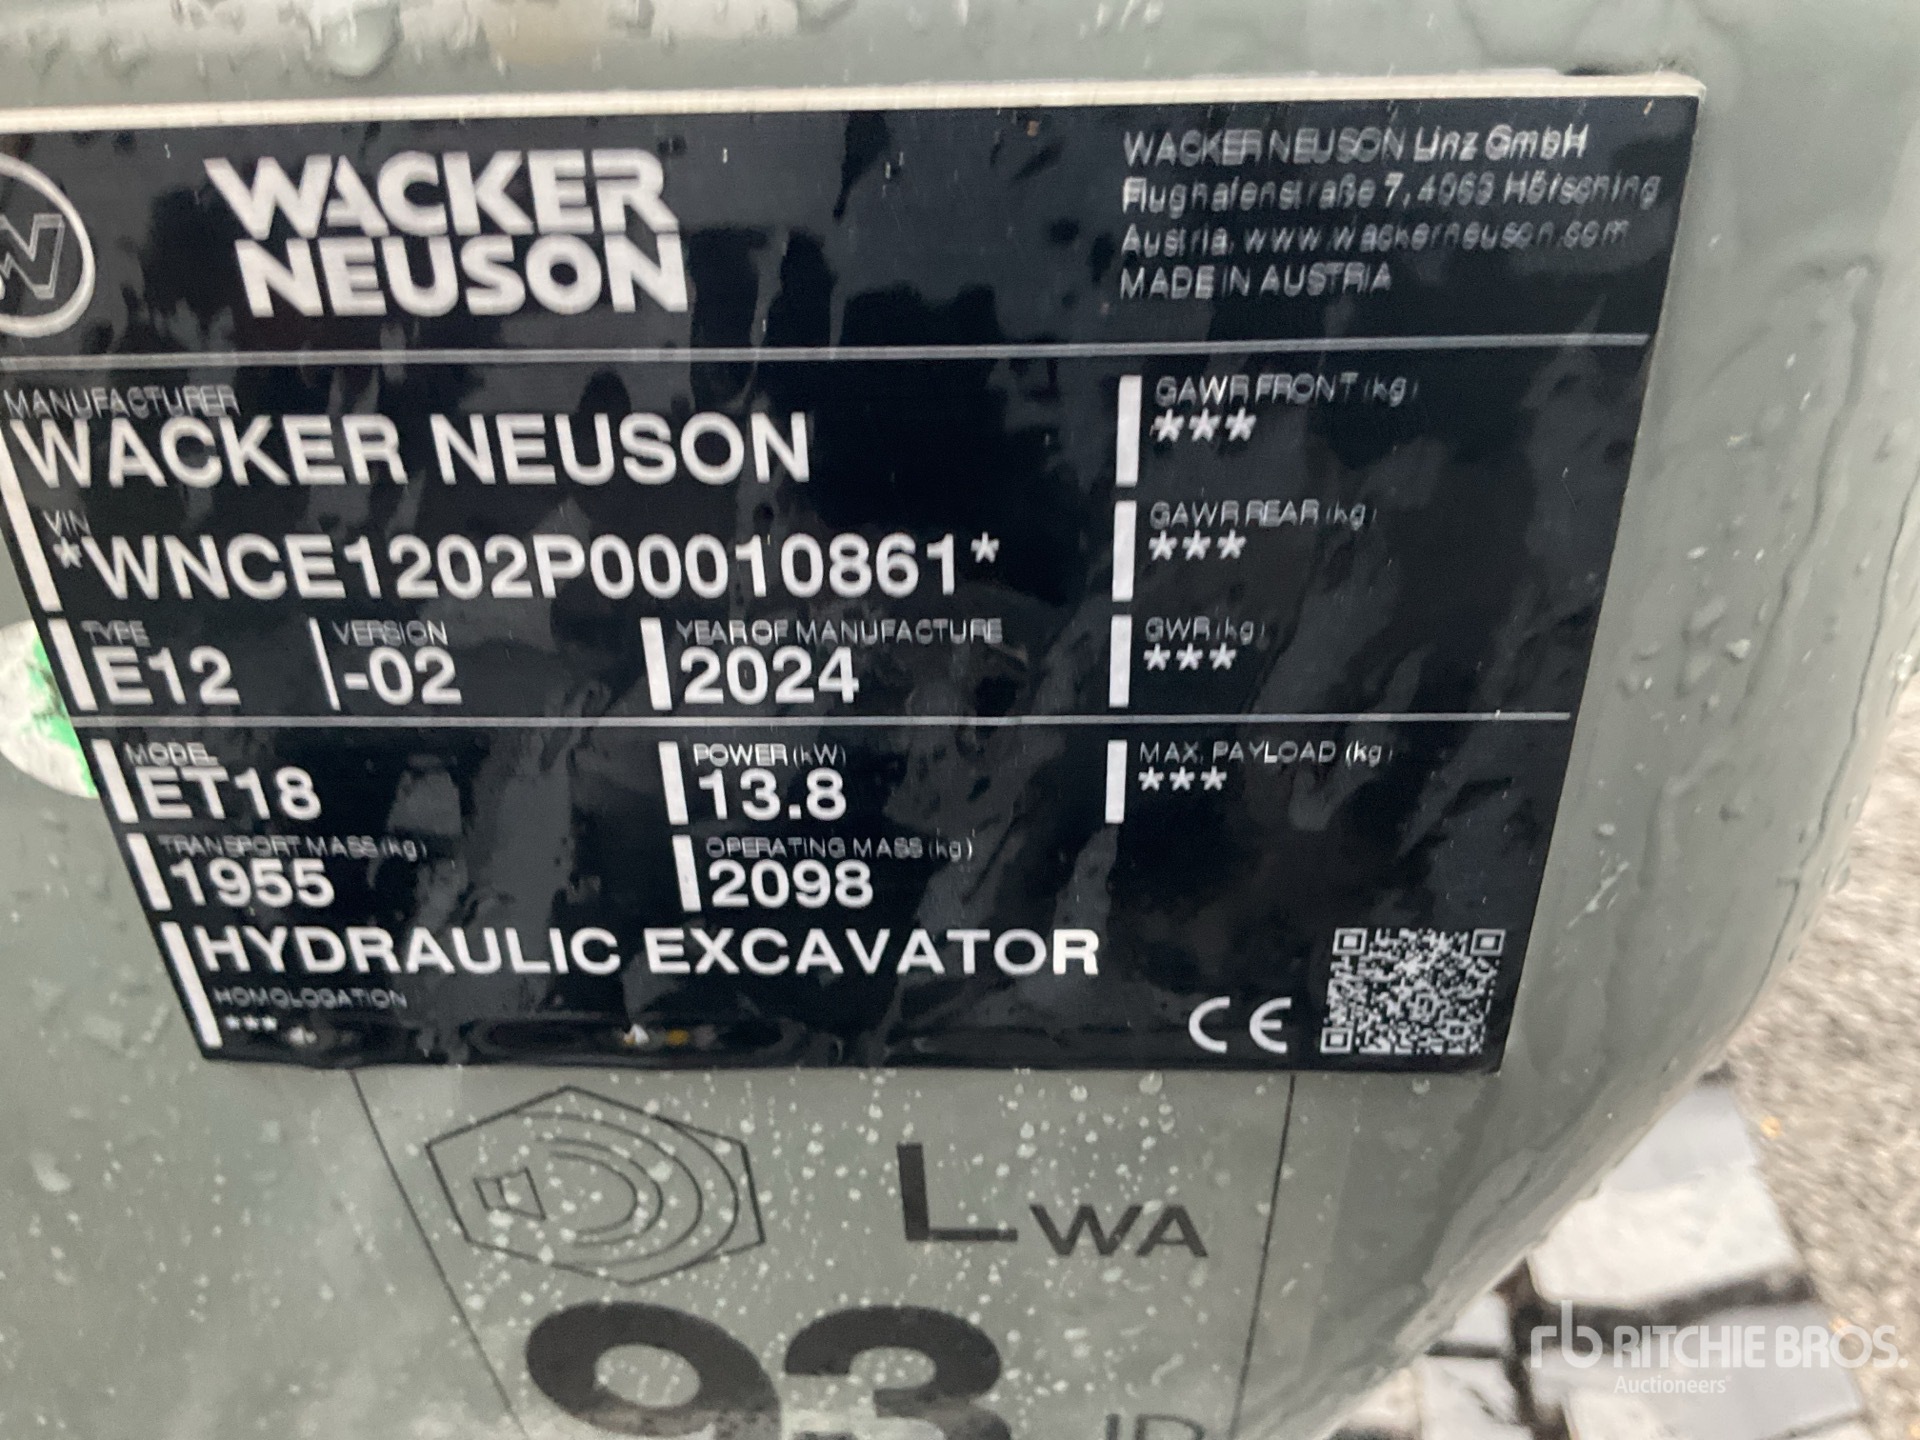 WACKER
NEUSON
WACKER NEUSON Linz GmbH
Flughafenstraße 7, 4063 Hörsching
Austria, www.wackerneuson.com
MADE IN AUSTRIA
MANUFACTURER
WACKER NEUSON
VIN
*WNCE1202P00010861*
TYPE
E12
VERSION
-02
YEAR OF MANUFACTURE
2024
GAWR FRONT (kg)
***
GAWR REAR (kg)
***
GWR (kg)
***
MODEL
ET18
POWER (kW)
13.8
MAX. PAYLOAD (kg)
***
TRANSPORT MASS (kg)
1955
OPERATING MASS (kg)
2098
HYDRAULIC EXCAVATOR
HOMOLOGATION
***
CE
LWA
93
rb RITCHIE BROS.
Auctioneers